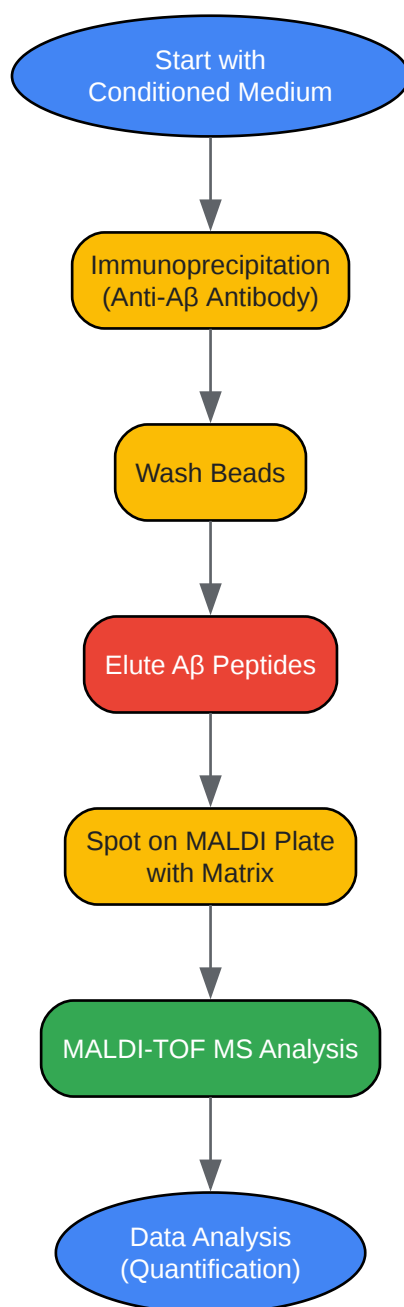 Start with
Conditioned Medium
Immunoprecipitation
(Anti-Aβ Antibody)
Wash Beads
Elute Aβ Peptides
Spot on MALDI Plate
with Matrix
MALDI-TOF MS Analysis
Data Analysis
(Quantification)